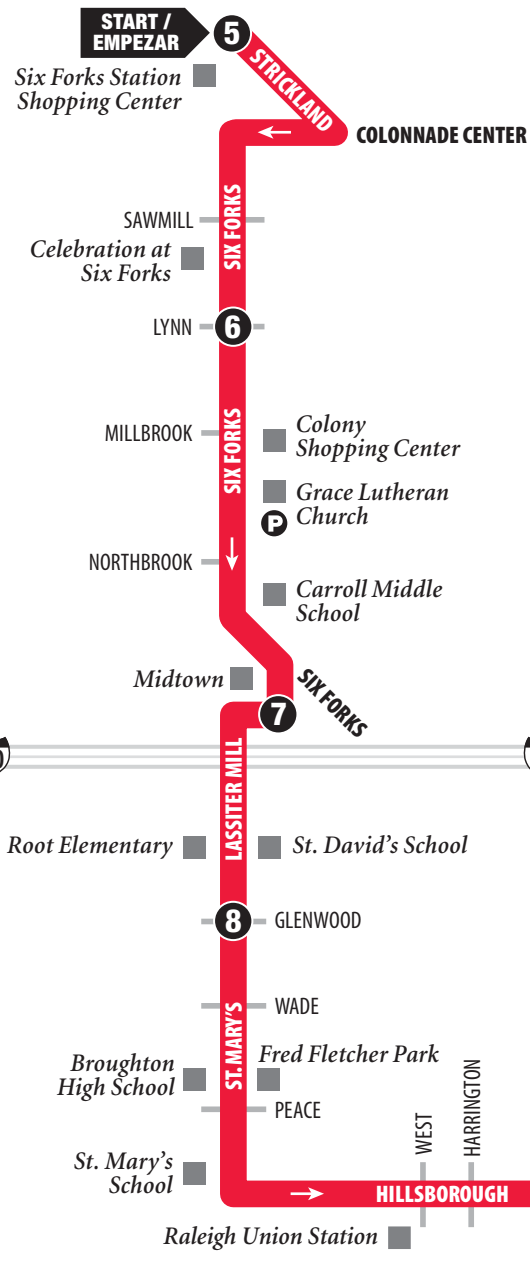 START /
EMPEZAR
5
STRICKLAND
Six Forks Station
Shopping Center
COLONNADE CENTER
SIX FORKS
SAWMILL
Celebration at
Six Forks
LYNN
6
MILLBROOK
SIX FORKS
Colony
Shopping Center
Grace Lutheran
Church
P
NORTHBROOK
Carroll Middle
School
Midtown
SIX FORKS
7
LASSITER MILL
Root Elementary
St. David's School
8
GLENWOOD
WADE
ST. MARY'S
Broughton
High School
Fred Fletcher Park
PEACE
WEST
HARRINGTON
St. Mary's
School
HILLSBOROUGH
Raleigh Union Station